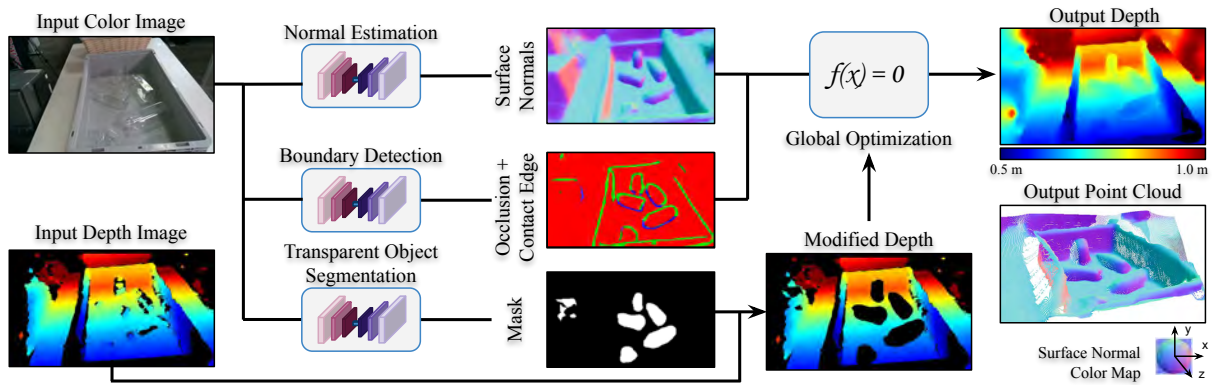 Input Color Image
Normal Estimation
Surface
Normals
f(x) = 0
Output Depth
Global Optimization
0.5 m
1.0 m
Boundary Detection
Occlusion +
Contact Edge
Output Point Cloud
Input Depth Image
Transparent Object
Segmentation
Mask
Modified Depth
Surface Normal
Color Map
y
x
z